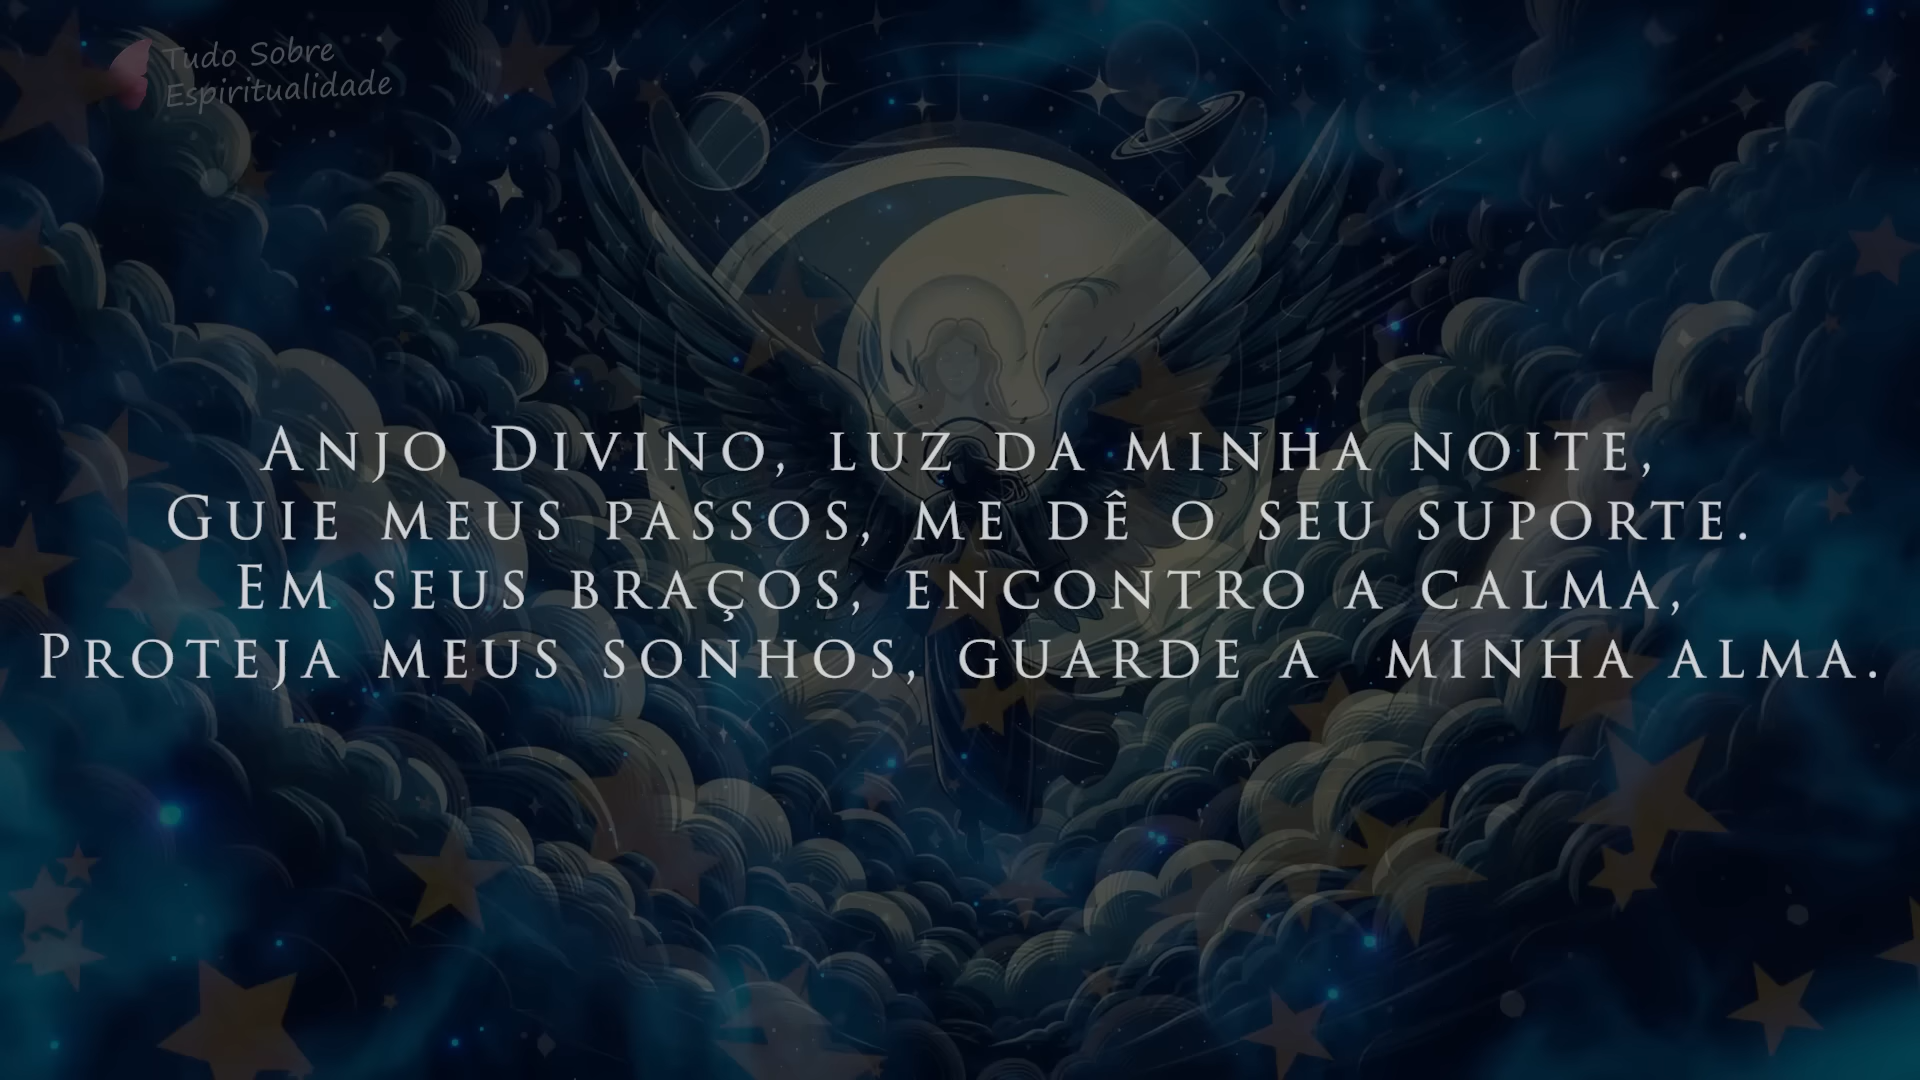 Tudo Sobre
Espiritualidade
Anjo Divino, luz da minha noite,
Guie meus passos, me dê o seu suporte.
Em seus braços, encontro a calma,
Proteja meus sonhos, guarde a minha alma.